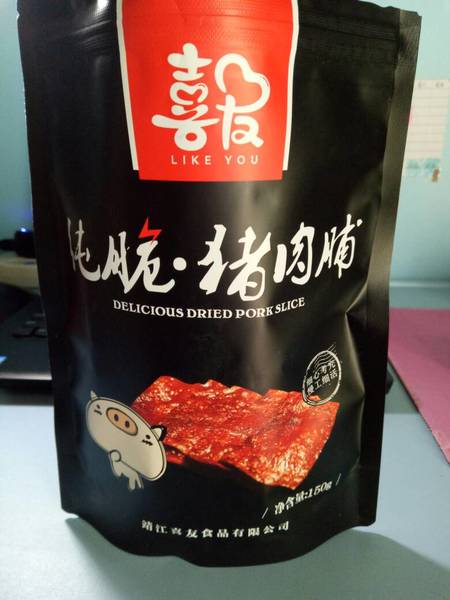 喜友
LIKE YOU
纯脆·猪肉脯
DELICIOUS DRIED PORK SLICE
/ 净含量:150g /
靖江喜友食品有限公司